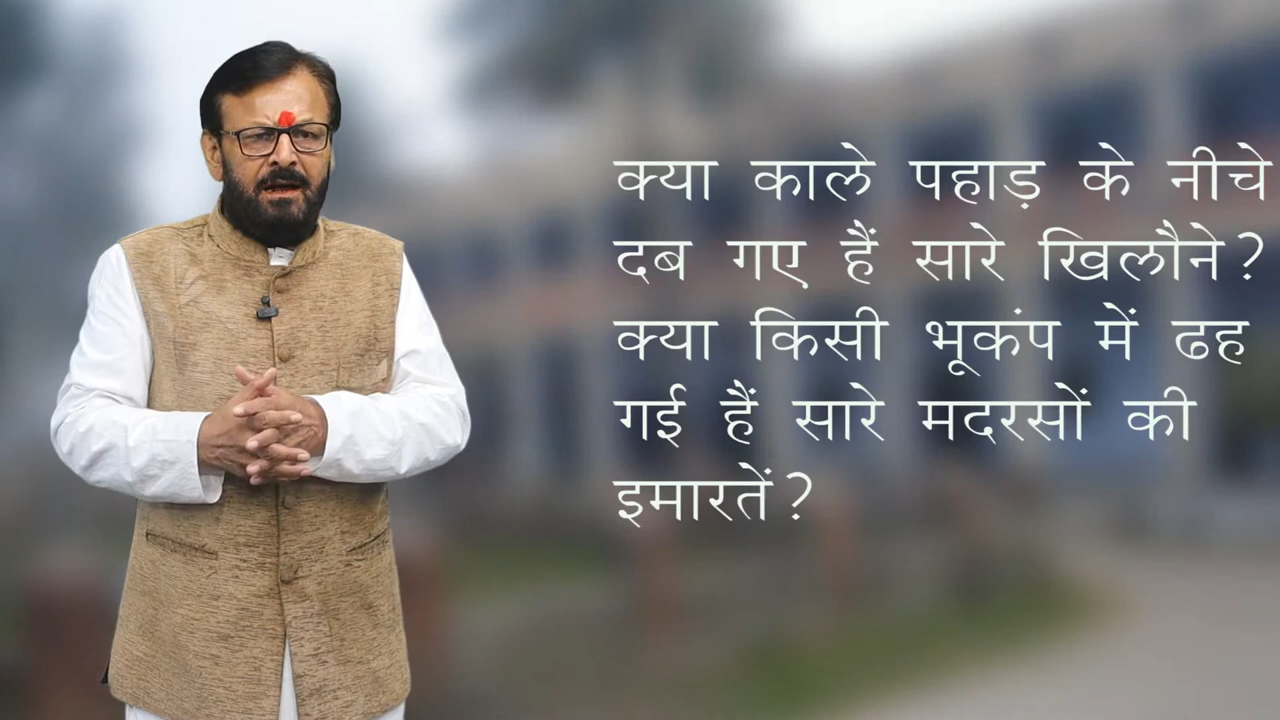 क्या काले पहाड़ के नीचे
दब गए हैं सारे खिलौने?
क्या किसी भूकंप में ढह
गई हैं सारे मदरसों की
इमारतें?